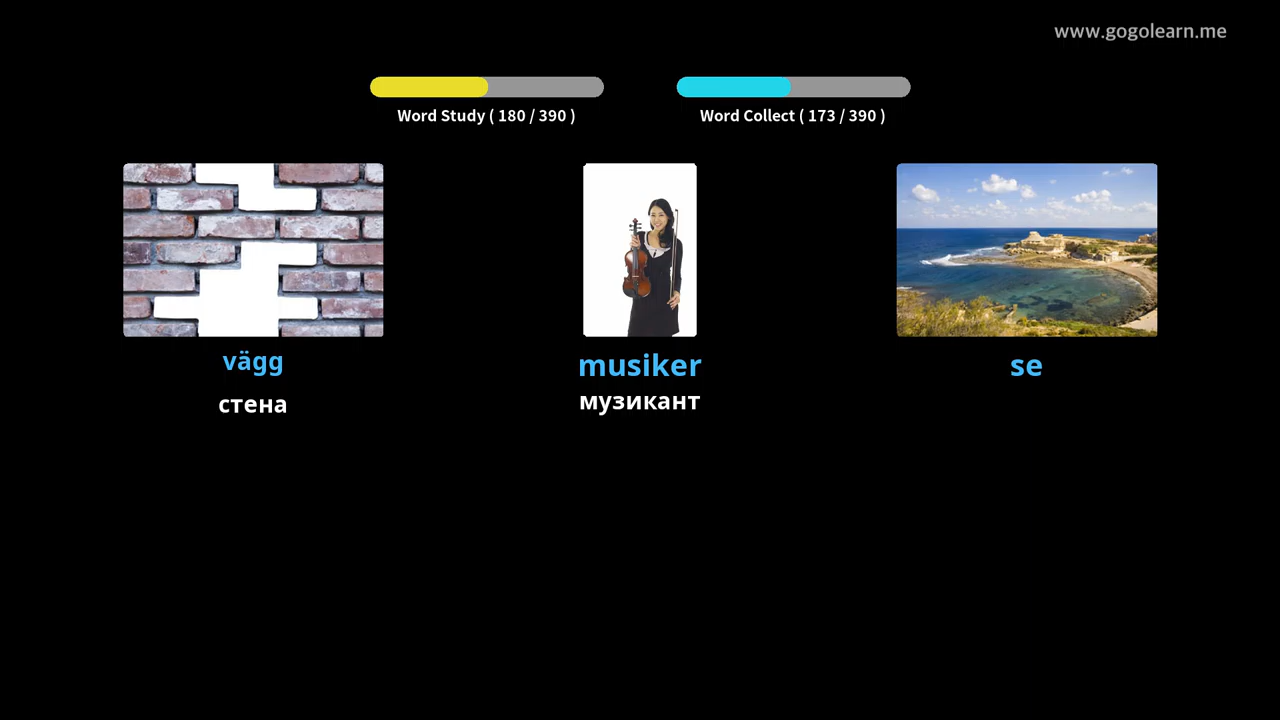 www.gogolearn.me
Word Study ( 180 / 390 )
Word Collect ( 173 / 390 )
vägg
musiker
se
стена
музикант